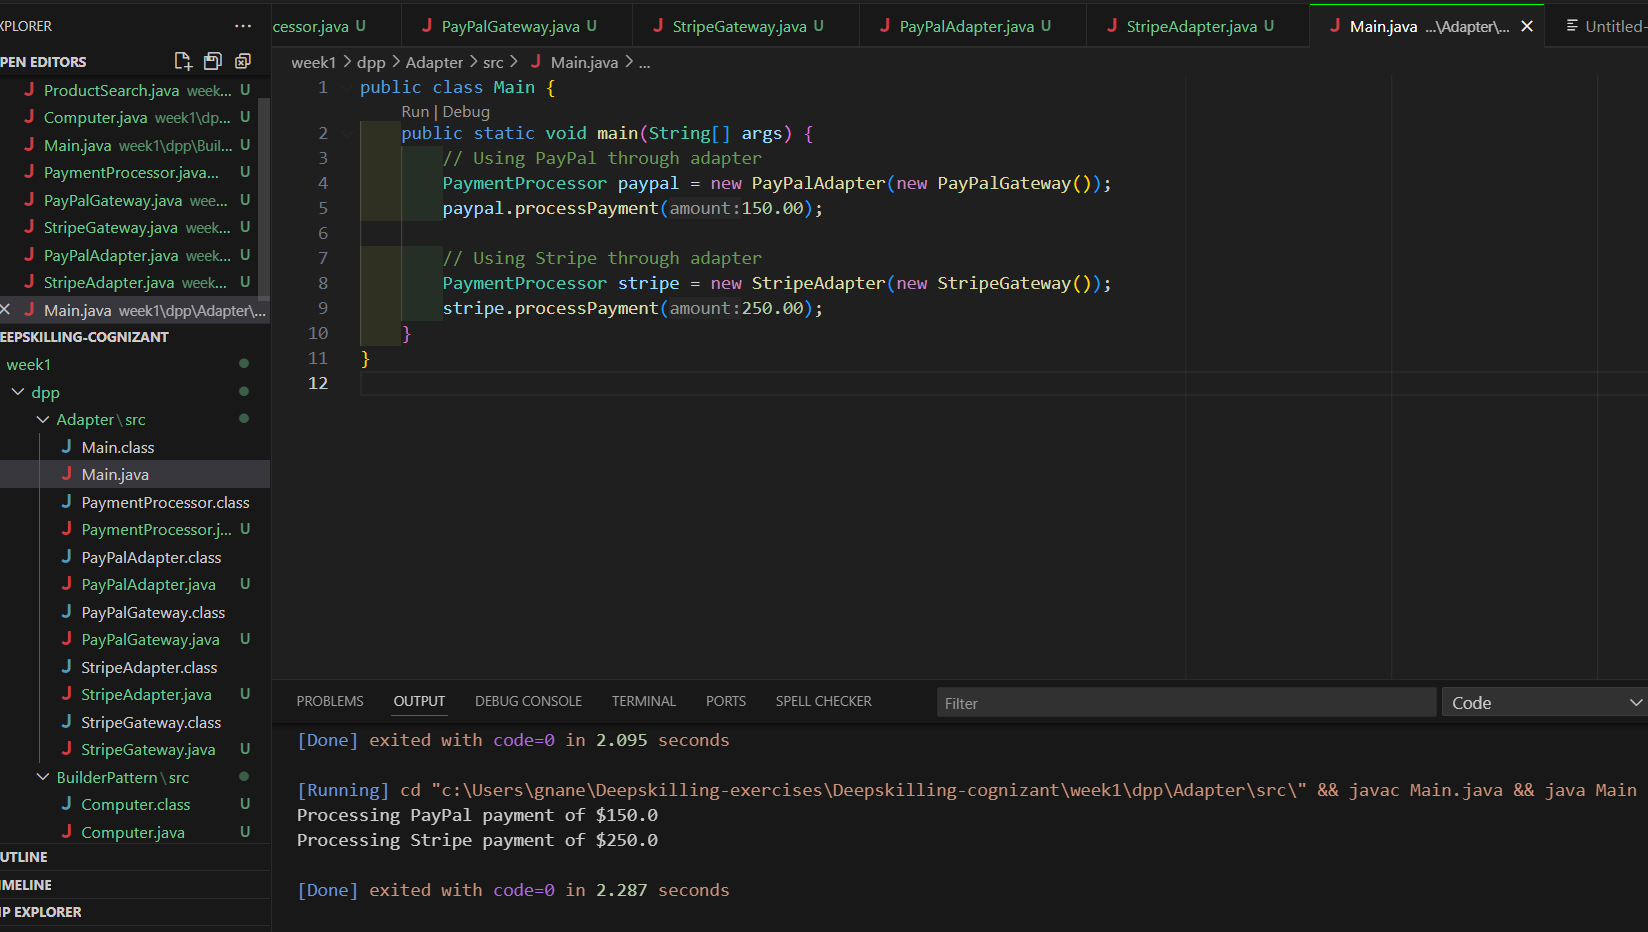 XPLORER ···
cessor.java U
PayPalGateway.java U
StripeGateway.java U
PayPalAdapter.java U
StripeAdapter.java U
Main.java ...\Adapter\...
Untitled-
PEN EDITORS
ProductSearch.java week... U
Computer.java week1\dp... U
Main.java week1\dpp\Buil... U
PaymentProcessor.java... U
PayPalGateway.java wee... U
StripeGateway.java week... U
PayPalAdapter.java week... U
StripeAdapter.java week... U
Main.java week1\dpp\Adapter\...
EEPSKILLING-COGNIZANT
week1
dpp
Adapter\src
Main.class
Main.java
PaymentProcessor.class
PaymentProcessor.j... U
PayPalAdapter.class
PayPalAdapter.java U
PayPalGateway.class
PayPalGateway.java U
StripeAdapter.class
StripeAdapter.java U
StripeGateway.class
StripeGateway.java U
BuilderPattern\src
Computer.class U
Computer.java U
UTLINE
IMELINE
IP EXPLORER
week1 > dpp > Adapter > src > J Main.java > ...
1 public class Main {
Run | Debug
2 public static void main(String[] args) {
3 // Using PayPal through adapter
4 PaymentProcessor paypal = new PayPalAdapter(new PayPalGateway());
5 paypal.processPayment(amount:150.00);
6
7 // Using Stripe through adapter
8 PaymentProcessor stripe = new StripeAdapter(new StripeGateway());
9 stripe.processPayment(amount:250.00);
10 }
11 }
12
PROBLEMS OUTPUT DEBUG CONSOLE TERMINAL PORTS SPELL CHECKER Filter Code
[Done] exited with code=0 in 2.095 seconds
[Running] cd "c:\Users\gnane\Deepskilling-exercises\Deepskilling-cognizant\week1\dpp\Adapter\src\" && javac Main.java && java Main
Processing PayPal payment of $150.0
Processing Stripe payment of $250.0
[Done] exited with code=0 in 2.287 seconds